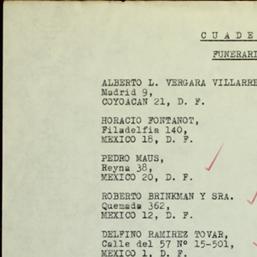 CUADE
FUNERARI
ALBERTO L. VERGARA VILLARRE
Madrid 9,
COYOACAN 21, D. F.
HORACIO FONTANOT,
Filadelfia 140,
MEXICO 18, D. F.
PEDRO MAUS,
Reyna 38,
MEXICO 20, D. F.
ROBERTO BRINKMAN Y SRA.
Quemada 362,
MEXICO 12, D. F.
DELFINO RAMIREZ TOVAR,
Calle del 57 Nº 15-501,
MEXICO 1, D. F.